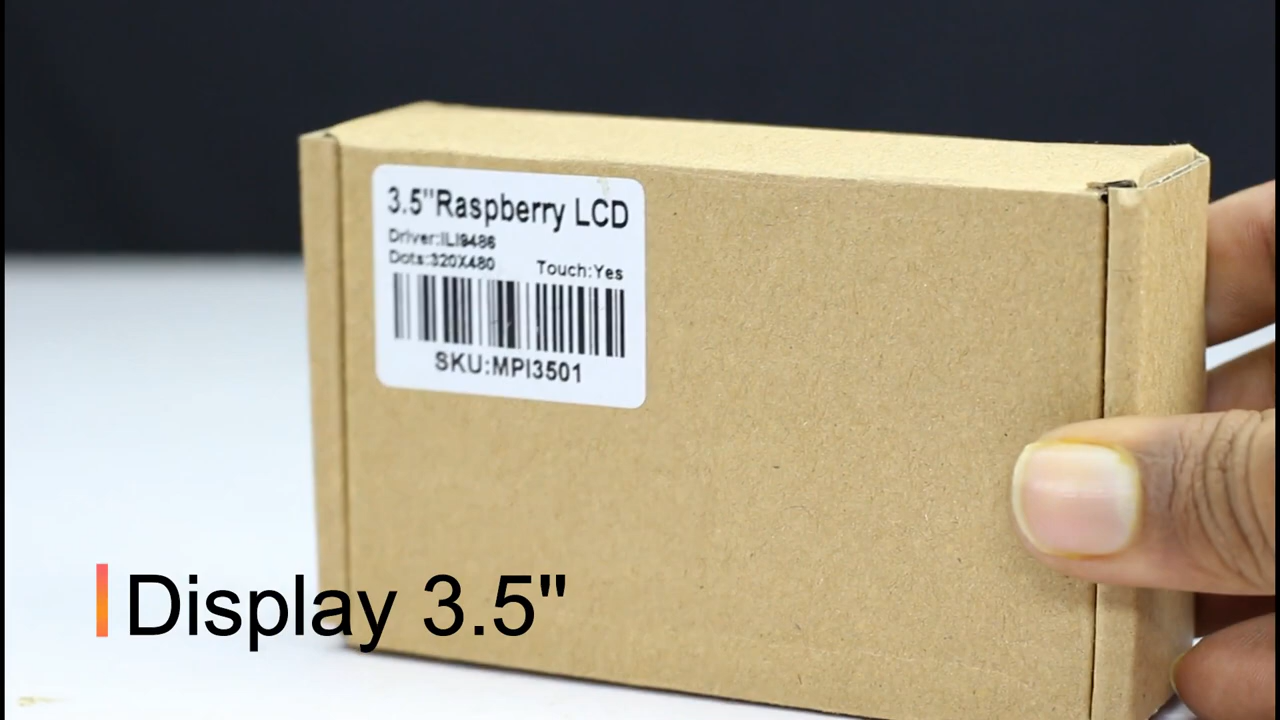 3.5"Raspberry LCD
Driver:ILI9486
Dots:320X480 Touch:Yes
SKU:MPI3501
Display 3.5"